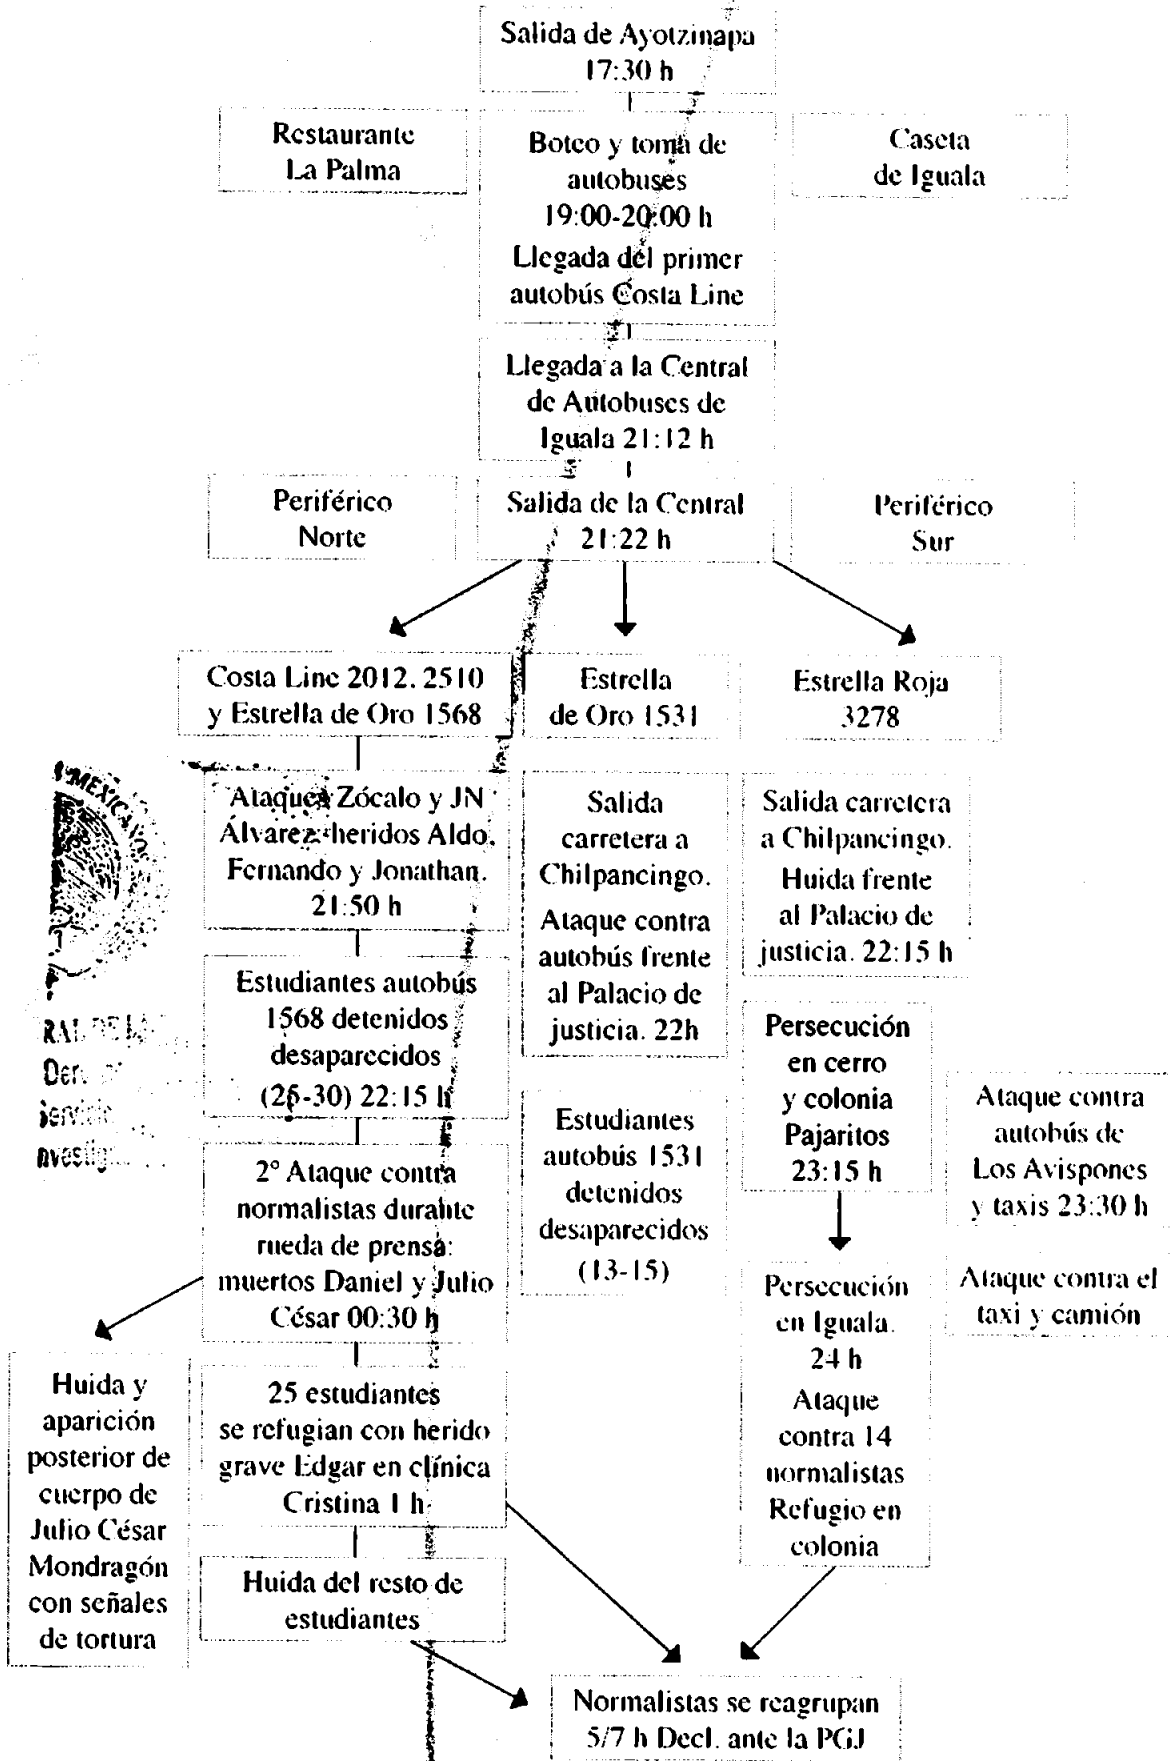 Salida de Ayotzinapa
17:30 h
Restaurante
La Palma
Boteo y toma de
autobuses
19:00-20:00 h
Llegada del primer
autobús Costa Line
Caseta
de Iguala
Llegada a la Central
de Autobuses de
Iguala 21:12 h
Periférico
Norte
Salida de la Central
21:22 h
Periférico
Sur
Costa Line 2012. 2510
y Estrella de Oro 1568
Estrella
de Oro 1531
Estrella Roja
3278
Ataques Zócalo y JN
Álvarez heridos Aldo.
Fernando y Jonathan.
21:50 h
Salida
carretera a
Chilpancingo.
Ataque contra
autobús frente
al Palacio de
justicia. 22h
Salida carretera
a Chilpancingo.
Huida frente
al Palacio de
justicia. 22:15 h
MEXICANOS
Estudiantes autobús
1568 detenidos
desaparecidos
(25-30) 22:15 h
RAL DE LA
Der
Servicio
nvestig
Persecución
en cerro
y colonia
Pajaritos
23:15 h
Ataque contra
autobús de
Los Avispones
y taxis 23:30 h
Estudiantes
autobús 1531
detenidos
desaparecidos
(13-15)
2° Ataque contra
normalistas durante
rueda de prensa:
muertos Daniel y Julio
César 00:30 h
Persecución
en Iguala.
24 h
Ataque
contra 14
normalistas
Refugio en
colonia
Ataque contra el
taxi y camión
Huida y
aparición
posterior de
cuerpo de
Julio César
Mondragón
con señales
de tortura
25 estudiantes
se refugian con herido
grave Edgar en clínica
Cristina 1 h
Huida del resto de
estudiantes
Normalistas se reagrupan
5/7 h Decl. ante la PGJ